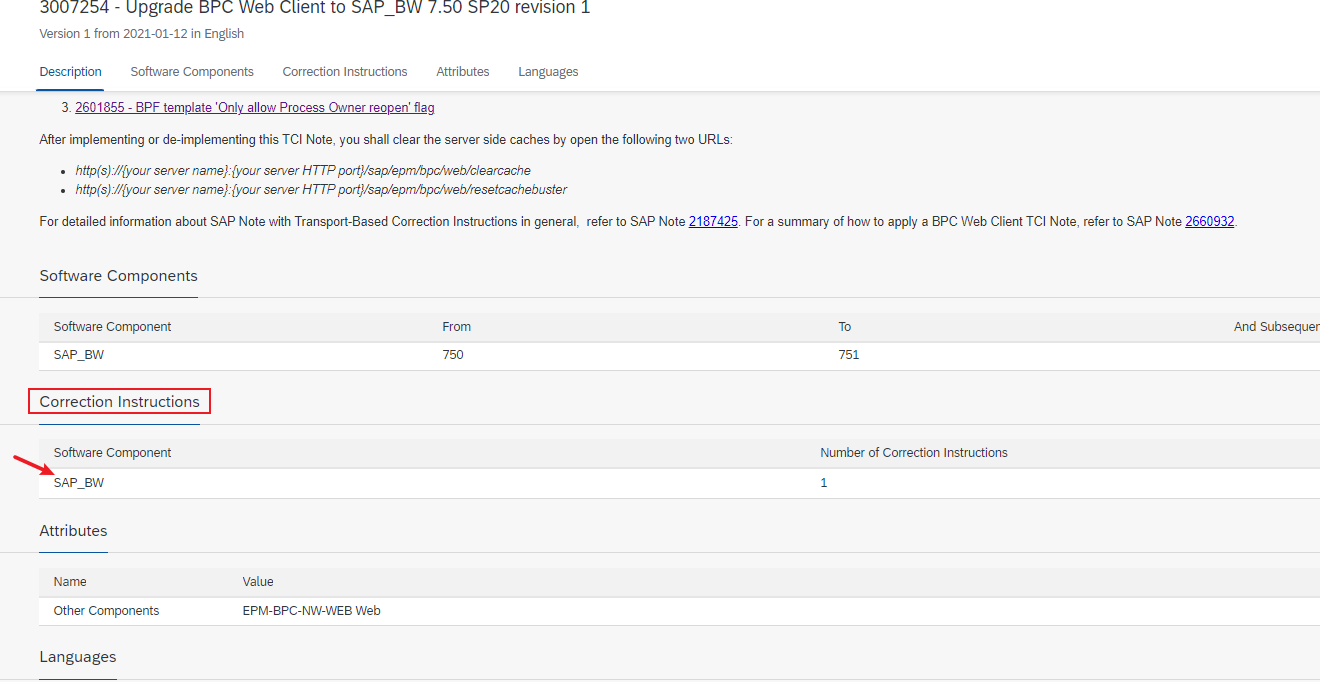 3007254 - Upgrade BPC Web Client to SAP_BW 7.50 SP20 revision 1
Version 1 from 2021-01-12 in English
Description Software Components Correction Instructions Attributes Languages
3. 2601855 - BPF template 'Only allow Process Owner reopen' flag
After implementing or de-implementing this TCI Note, you shall clear the server side caches by open the following two URLs:
• http(s)://{your server name}:{your server HTTP port}/sap/epm/bpc/web/clearcache
• http(s)://{your server name}:{your server HTTP port}/sap/epm/bpc/web/resetcachebuster
For detailed information about SAP Note with Transport-Based Correction Instructions in general, refer to SAP Note 2187425. For a summary of how to apply a BPC Web Client TCI Note, refer to SAP Note 2660932.
Software Components
Software Component From To And Subsequen
SAP_BW 750 751
Correction Instructions
Software Component Number of Correction Instructions
SAP_BW 1
Attributes
Name Value
Other Components EPM-BPC-NW-WEB Web
Languages